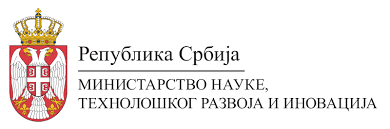 Република Србија
МИНИСТАРСТВО НАУКЕ,
ТЕХНОЛОШКОГ РАЗВОЈА И ИНОВАЦИЈА